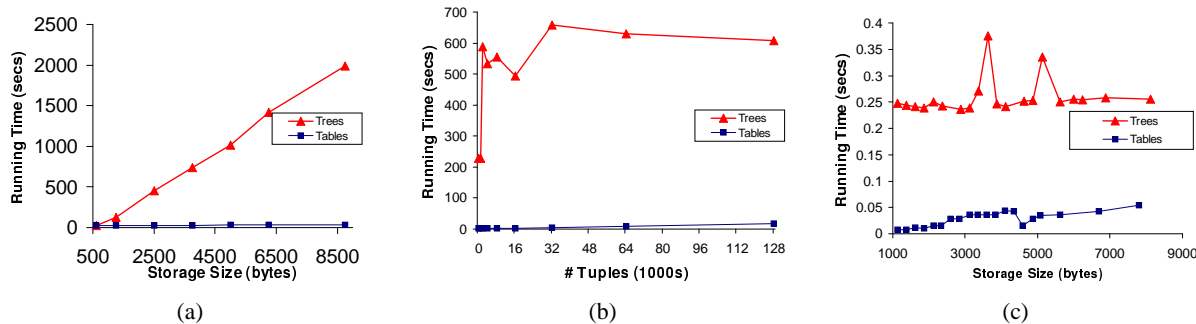 2500
2000
1500
1000
500
0
500
2500
4500
6500
8500
Running Time (secs)
Storage Size (bytes)
Trees
Tables
(a)
700
600
500
400
300
200
100
0
0
16
32
48
64
80
96
112
128
Running Time (secs)
# Tuples (1000s)
Trees
Tables
(b)
0.4
0.35
0.3
0.25
0.2
0.15
0.1
0.05
0
1000
3000
5000
7000
9000
Running Time (secs)
Storage Size (bytes)
Trees
Tables
(c)